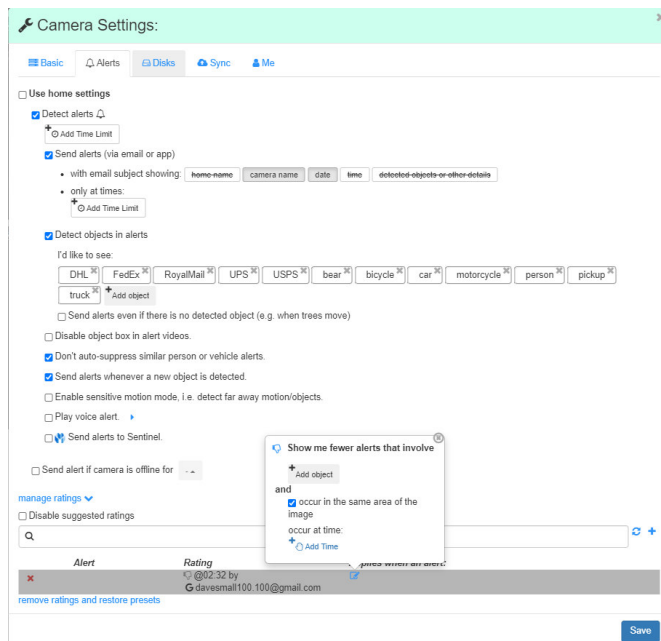 Camera Settings:
Basic Alerts Disks Sync Me
Use home settings
Detect alerts
Add Time Limit
Send alerts (via email or app)
• with email subject showing: home name camera name date time detected objects or other details
• only at times:
Add Time Limit
Detect objects in alerts
I'd like to see:
DHL FedEx RoyalMail UPS USPS bear bicycle car motorcycle person pickup
truck Add object
Send alerts even if there is no detected object (e.g. when trees move)
Disable object box in alert videos.
Don't auto-suppress similar person or vehicle alerts.
Send alerts whenever a new object is detected.
Enable sensitive motion mode, i.e. detect far away motion/objects.
Play voice alert.
Send alerts to Sentinel.
Show me fewer alerts that involve
Add object
and
occur in the same area of the
image
occur at time:
Add Time
Send alert if camera is offline for -
manage ratings
Disable suggested ratings
Alert Rating when an alert:
@02:32 by
G davesmall100.100@gmail.com
remove ratings and restore presets
Save